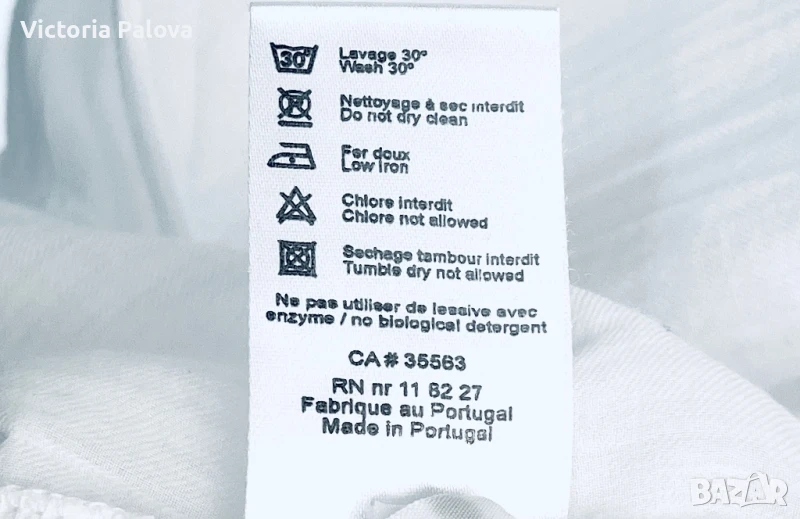 Victoria Palova
30°
Lavage 30°
Wash 30°
Nettoyage à sec interdit
Do not dry clean
Fer doux
Low iron
Chlore interdit
Chlore not allowed
Sechage tambour interdit
Tumble dry not allowed
Ne pas utiliser de lessive avec
enzyme / no biological detergent
CA# 35563
RN nr 11 62 27
Fabrique au Portugal
Made in Portugal
BAZAR